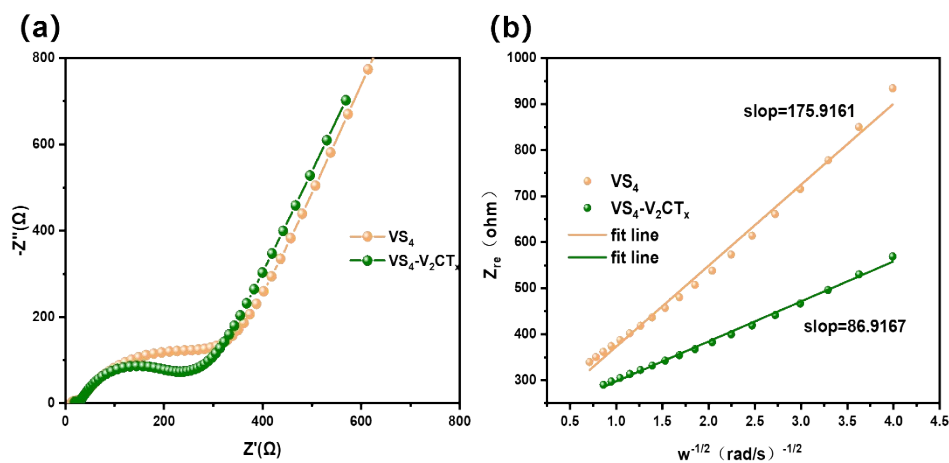 (a)
800
600
400
200
0
0
200
400
600
800
-Z''(Ω)
Z'(Ω)
VS₄
VS₄-V₂CTₓ
(b)
1000
900
800
700
600
500
400
300
0.5
1.0
1.5
2.0
2.5
3.0
3.5
4.0
4.5
Zre（ohm）
w⁻¹/²（rad/s）⁻¹/²
slop=175.9161
VS₄
VS₄-V₂CTₓ
fit line
fit line
slop=86.9167